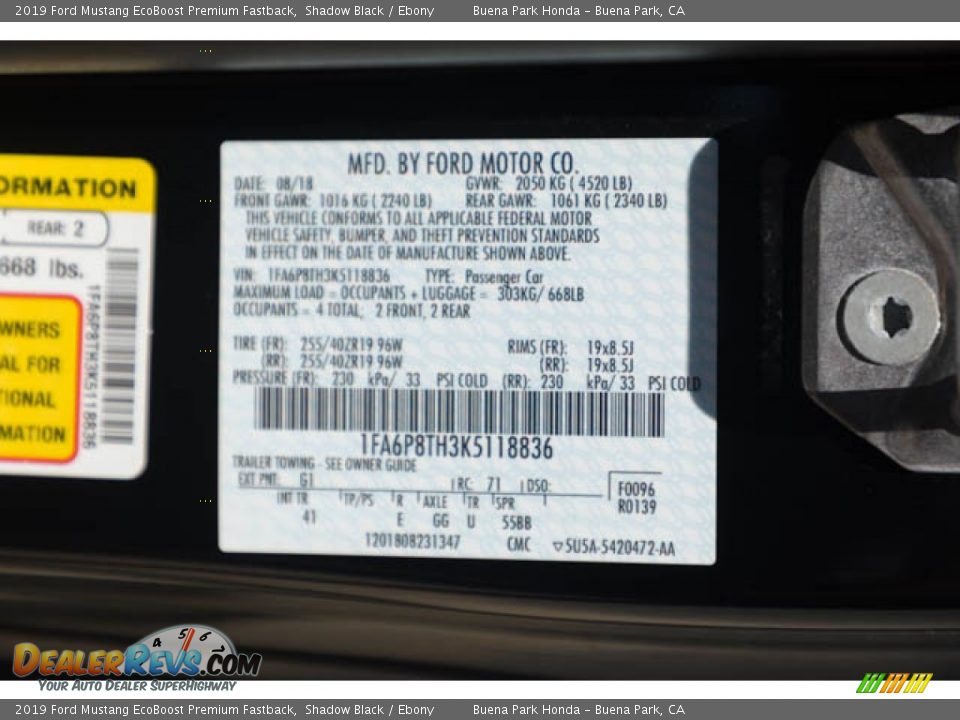 2019 Ford Mustang EcoBoost Premium Fastback, Shadow Black / Ebony Buena Park Honda - Buena Park, CA
ORMATION
REAR: 2
668 lbs.
WNERS
AL FOR
TIONAL
MATION
1FA6P8TH3K5118836
MFD. BY FORD MOTOR CO.
DATE: 08/18 GVWR: 2050 KG ( 4520 LB)
FRONT GAWR: 1016 KG ( 2240 LB) REAR GAWR: 1061 KG ( 2340 LB)
THIS VEHICLE CONFORMS TO ALL APPLICABLE FEDERAL MOTOR
VEHICLE SAFETY, BUMPER, AND THEFT PREVENTION STANDARDS
IN EFFECT ON THE DATE OF MANUFACTURE SHOWN ABOVE.
VIN: 1FA6P8TH3K5118836 TYPE: Passenger Car
MAXIMUM LOAD = OCCUPANTS + LUGGAGE = 303KG/ 668LB
OCCUPANTS = 4 TOTAL; 2 FRONT, 2 REAR
TIRE (FR): 255/40ZR19 96W RIMS (FR): 19x8.5J
(RR): 255/40ZR19 96W (RR): 19x8.5J
PRESSURE (FR): 230 kPa/ 33 PSI COLD (RR): 230 kPa/ 33 PSI COLD
1FA6P8TH3K5118836
TRAILER TOWING - SEE OWNER GUIDE
EXT PNT: G1 RC: 71 DSO: F0096
INT TR TP/PS R AXLE TR SPR R0139
41 E GG U 55BB
1201808231347 CMC ▽5U5A-5420472-AA
4 5 6
DEALERREVS.COM
YOUR AUTO DEALER SUPERHIGHWAY
2019 Ford Mustang EcoBoost Premium Fastback, Shadow Black / Ebony Buena Park Honda - Buena Park, CA